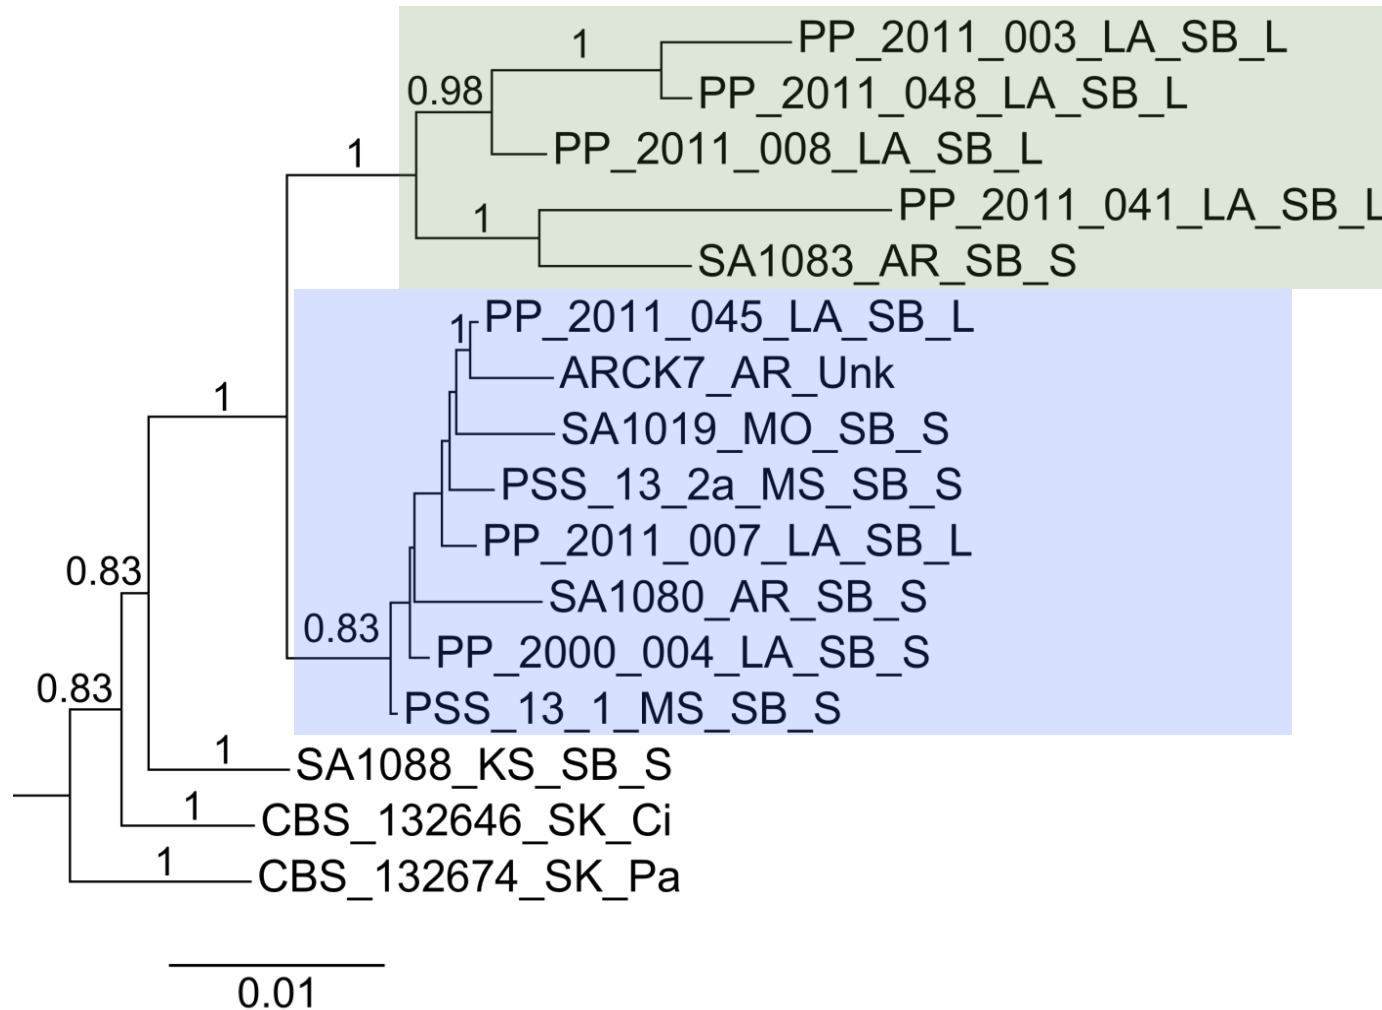 1
PP_2011_003_LA_SB_L
0.98
PP_2011_048_LA_SB_L
1
PP_2011_008_LA_SB_L
1
PP_2011_041_LA_SB_L
SA1083_AR_SB_S
1
PP_2011_045_LA_SB_L
ARCK7_AR_Unk
1
SA1019_MO_SB_S
PSS_13_2a_MS_SB_S
PP_2011_007_LA_SB_L
0.83
SA1080_AR_SB_S
0.83
PP_2000_004_LA_SB_S
0.83
PSS_13_1_MS_SB_S
1
SA1088_KS_SB_S
1
CBS_132646_SK_Ci
1
CBS_132674_SK_Pa
0.01